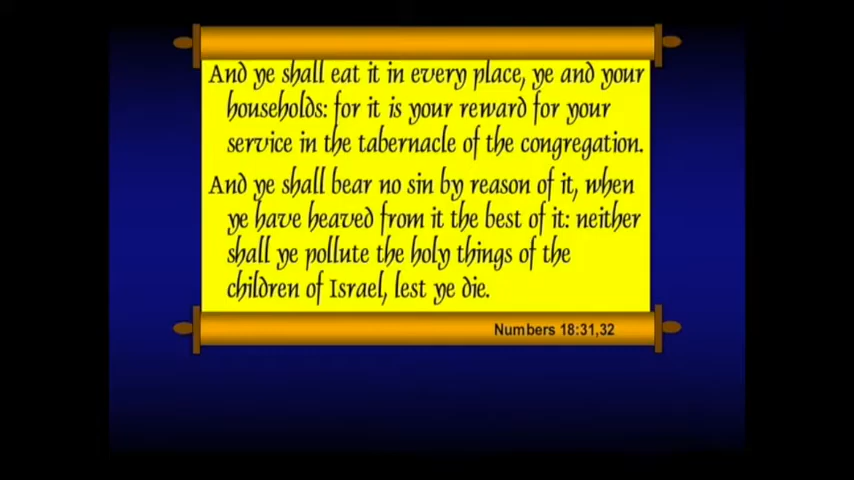 And ye shall eat it in every place, ye and your
households: for it is your reward for your
service in the tabernacle of the congregation.
And ye shall bear no sin by reason of it, when
ye have heaved from it the best of it: neither
shall ye pollute the holy things of the
children of Israel, lest ye die.
Numbers 18:31,32